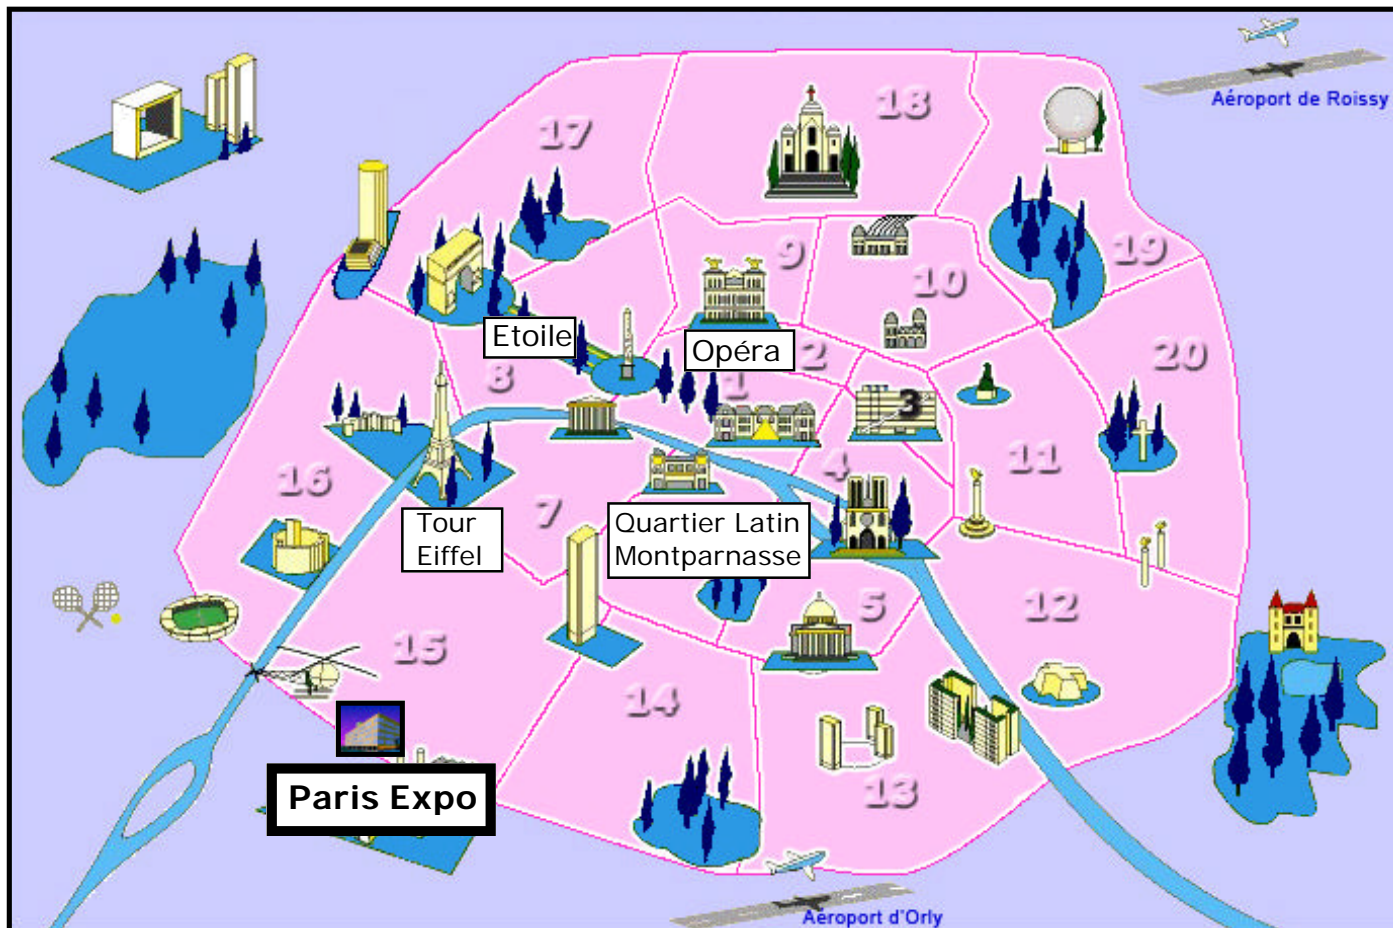 Aéroport de Roissy
18
17
9
19
10
Etoile
Opéra
2
20
8
1
3
11
4
16
7
Tour
Eiffel
Quartier Latin
Montparnasse
12
5
15
14
Paris Expo
13
Aéroport d'Orly